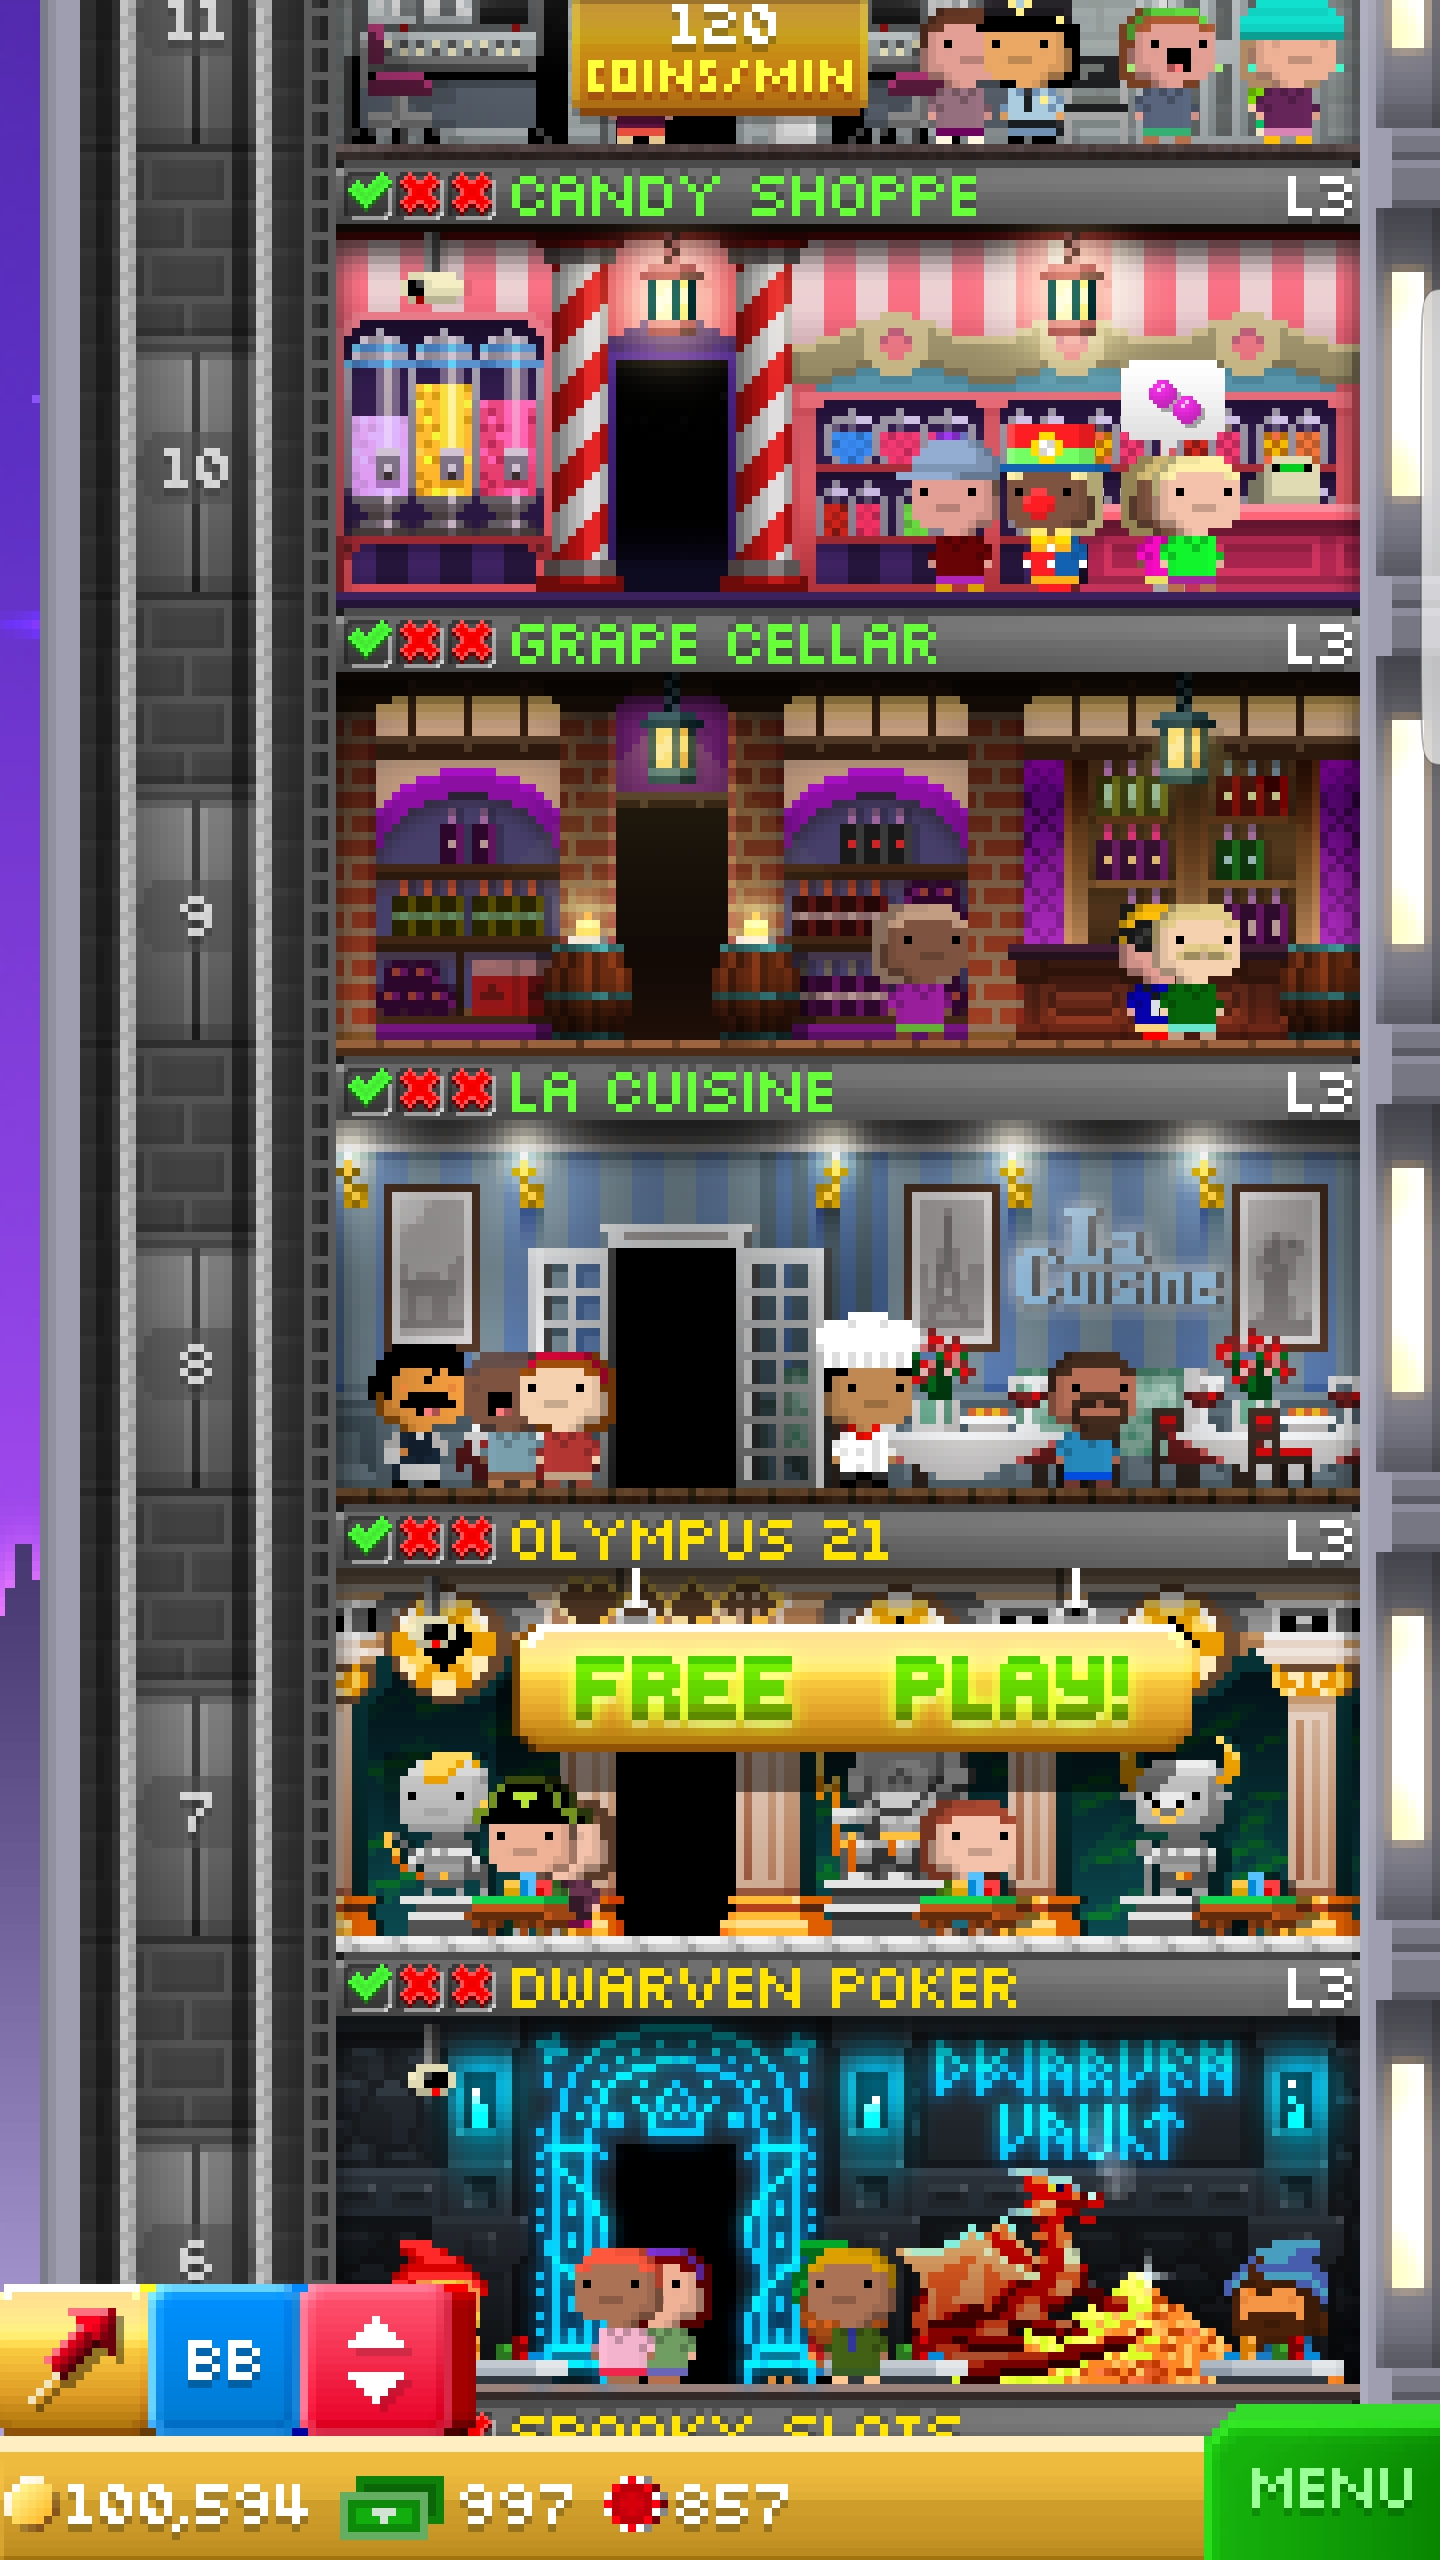 11
120
COINS/MIN
CANDY SHOPPE L3
10
GRAPE CELLAR L3
9
LA CUISINE L3
La
Cuisine
8
OLYMPUS 21 L3
FREE PLAY!
7
DWARVEN POKER L3
DWARVEN
VAULT
6
BB
SPOOKY SLOTS
100,594 997 857
MENU